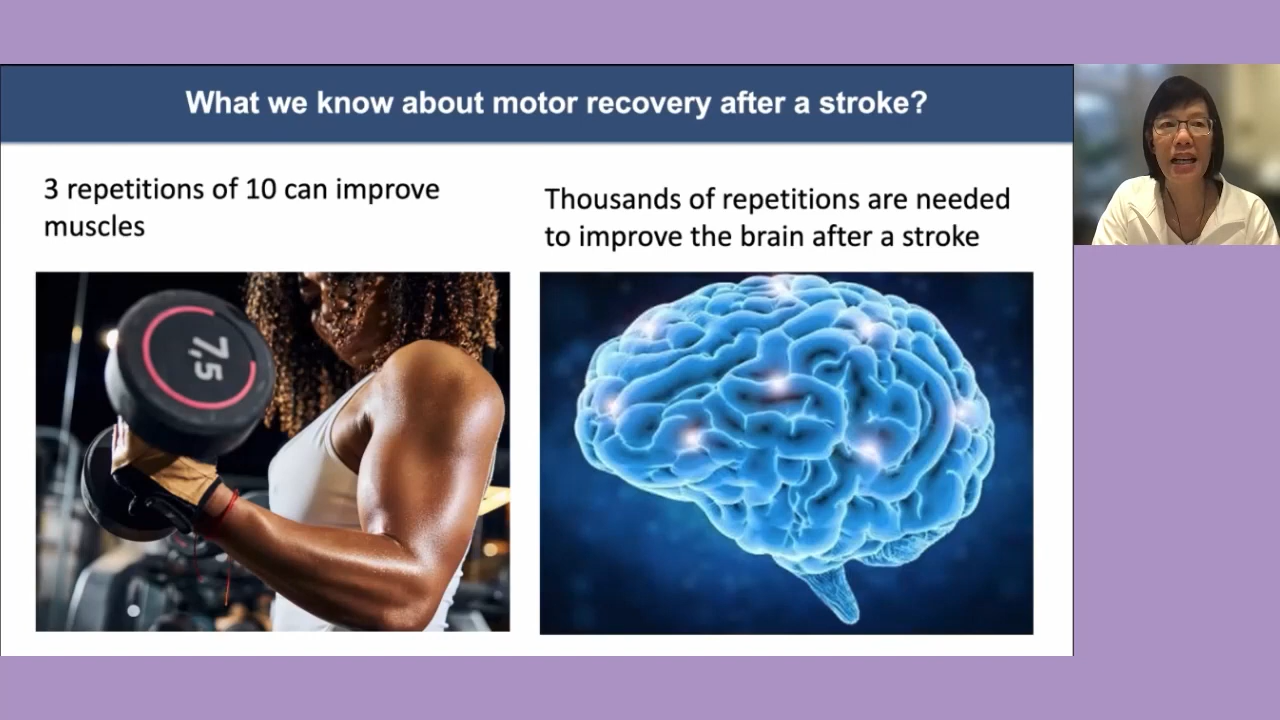 What we know about motor recovery after a stroke?
3 repetitions of 10 can improve
muscles
Thousands of repetitions are needed
to improve the brain after a stroke
7,5